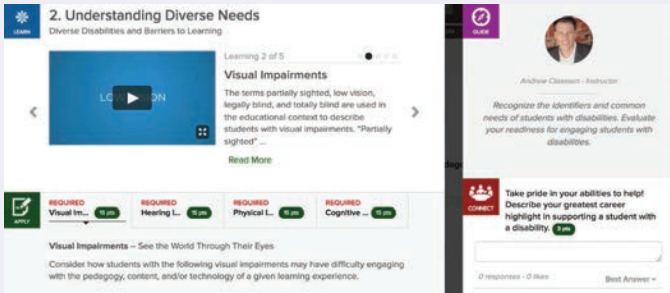 LEARN
2. Understanding Diverse Needs
Diverse Disabilities and Barriers to Learning
Learning 2 of 5
LOW VISION
Visual Impairments
The terms partially sighted, low vision,
legally blind, and totally blind are used in
the educational context to describe
students with visual impairments. "Partially
sighted" ...
Read More
APPLY
REQUIRED
Visual Im... 15 pts
REQUIRED
Hearing I... 15 pts
REQUIRED
Physical I... 15 pts
REQUIRED
Cognitive ... 15 pts
Visual Impairments – See the World Through Their Eyes
Consider how students with the following visual impairments may have difficulty engaging
with the pedagogy, content, and/or technology of a given learning experience.
GUIDE
Andrew Claassen - Instructor
Recognize the identifiers and common
needs of students with disabilities. Evaluate
your readiness for engaging students with
disabilities.
CONNECT
Take pride in your abilities to help!
Describe your greatest career
highlight in supporting a student with
a disability. 3 pts
0 responses - 0 likes
Best Answer